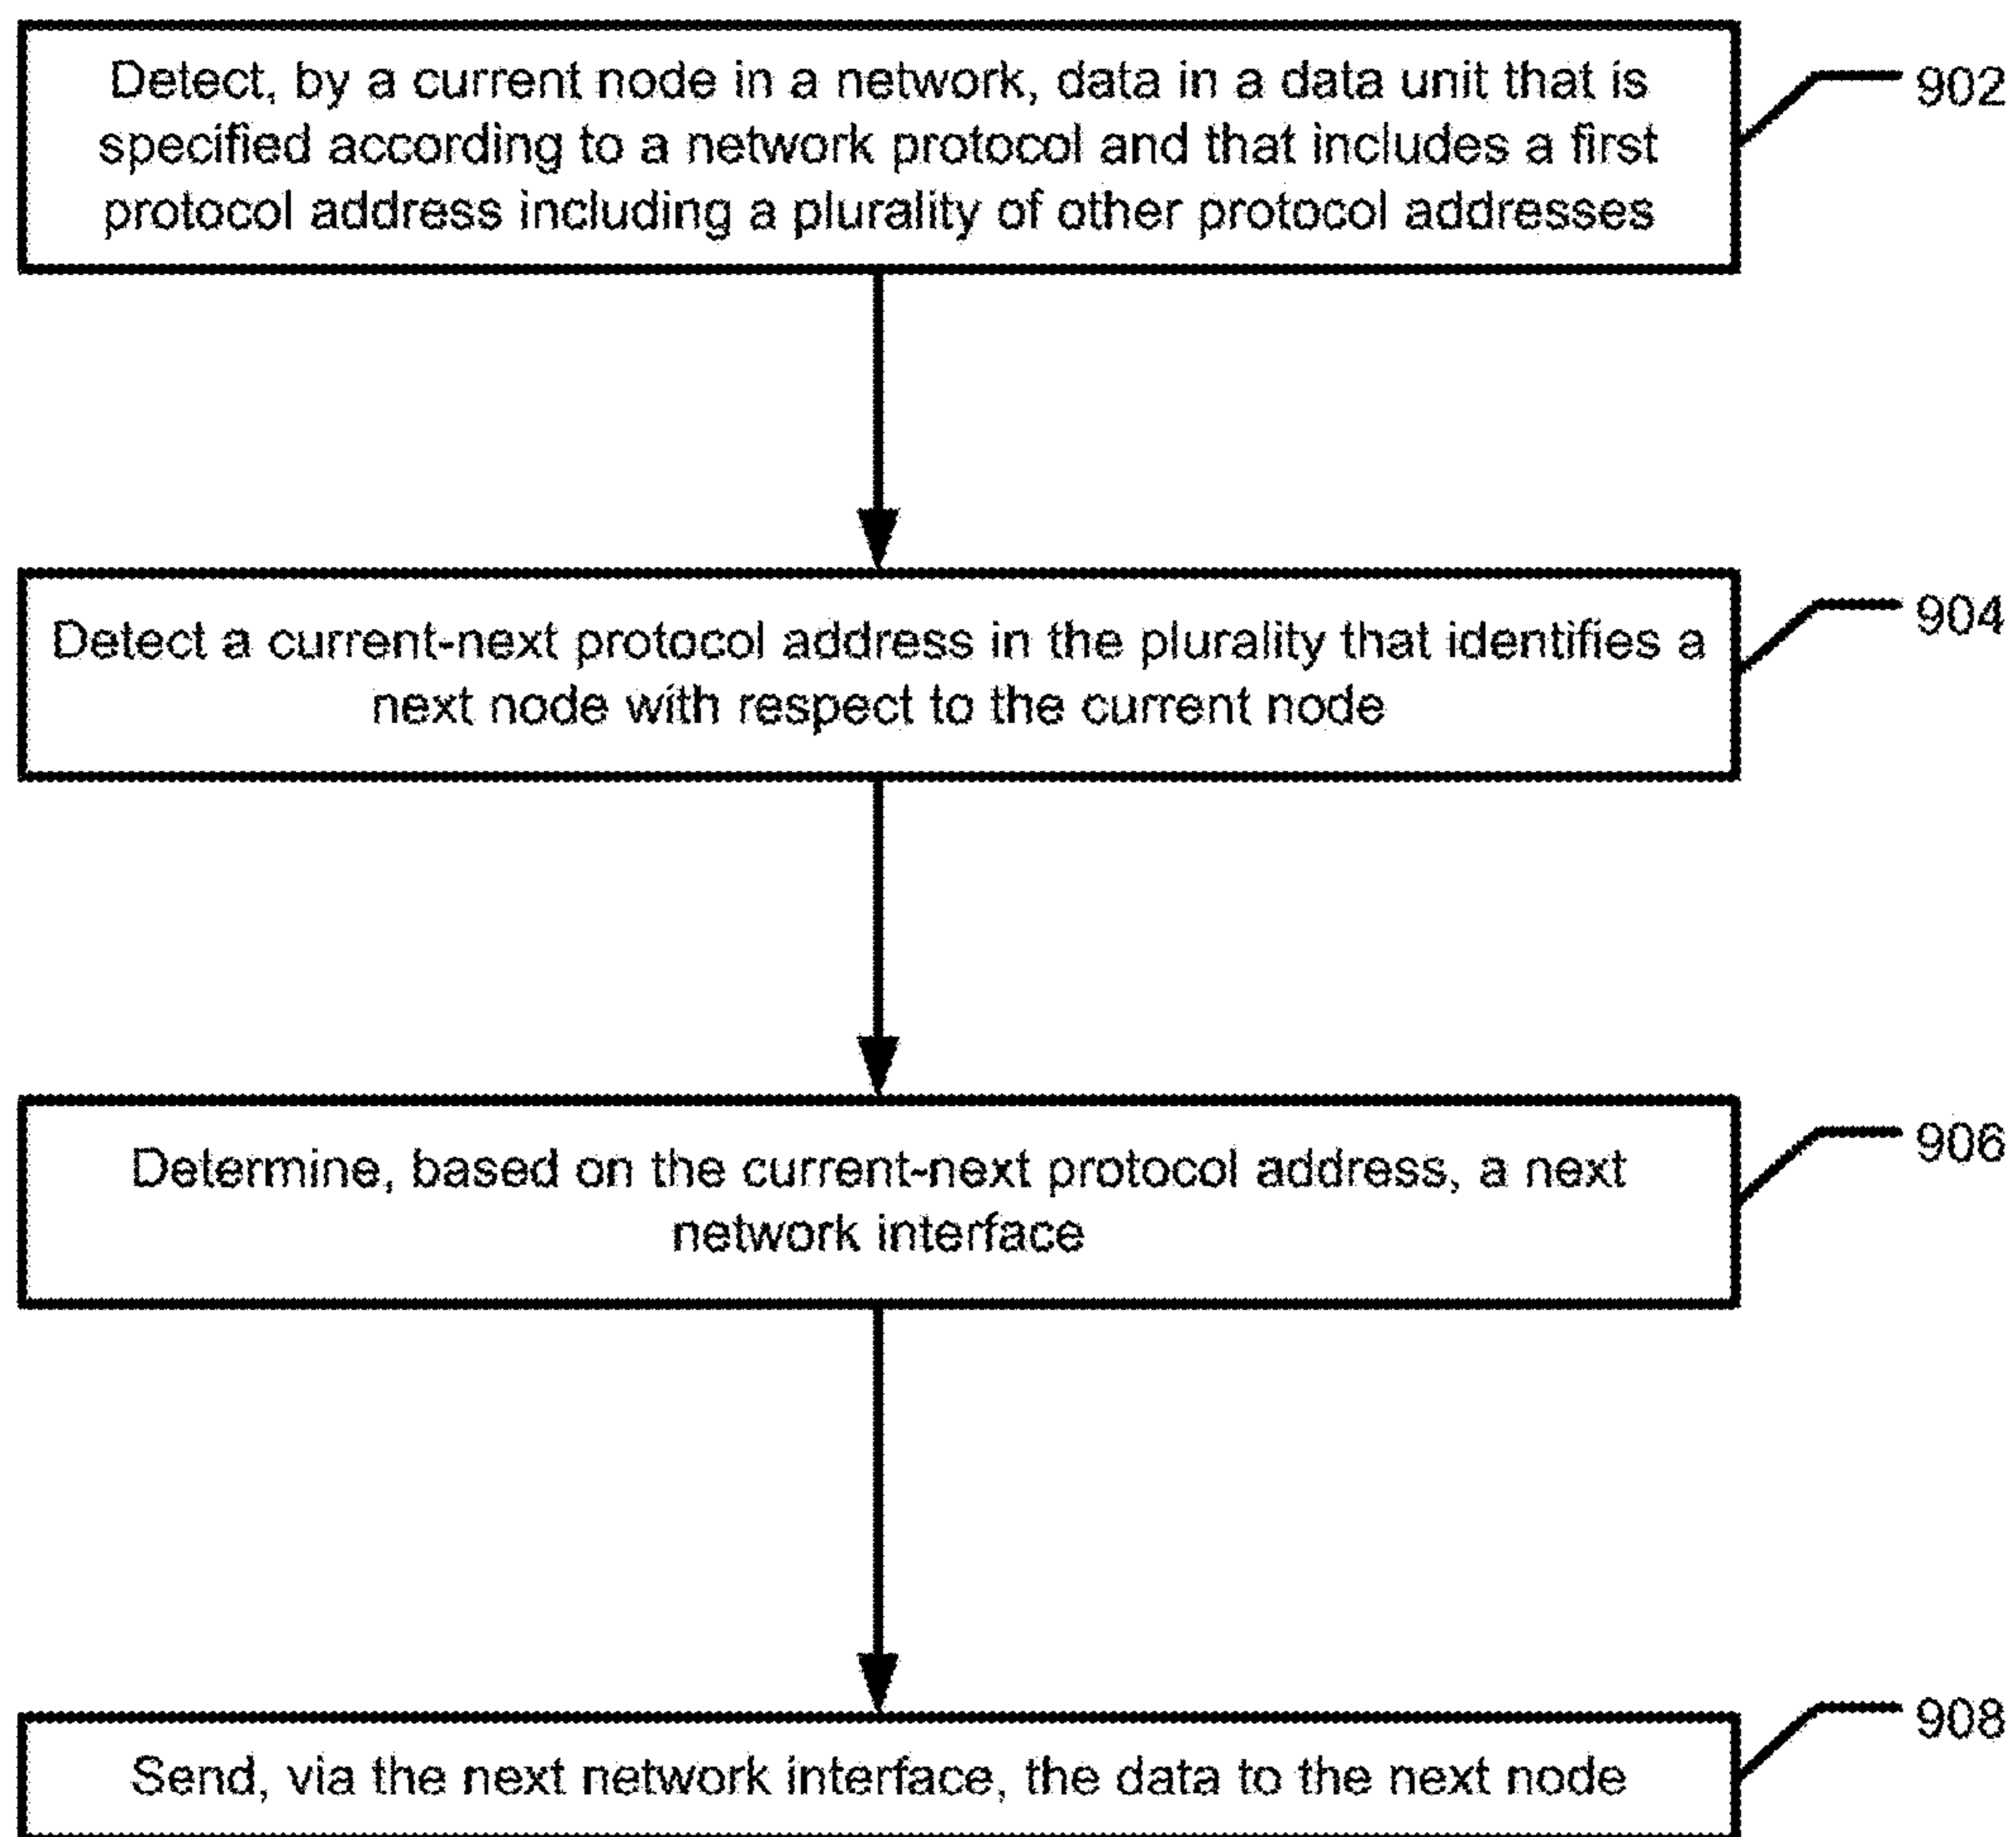 Detect, by a current node in a network, data in a data unit that is
specified according to a network protocol and that includes a first
protocol address including a plurality of other protocol addresses
902
Detect a current-next protocol address in the plurality that identifies a
next node with respect to the current node
904
Determine, based on the current-next protocol address, a next
network interface
906
Send, via the next network interface, the data to the next node
908